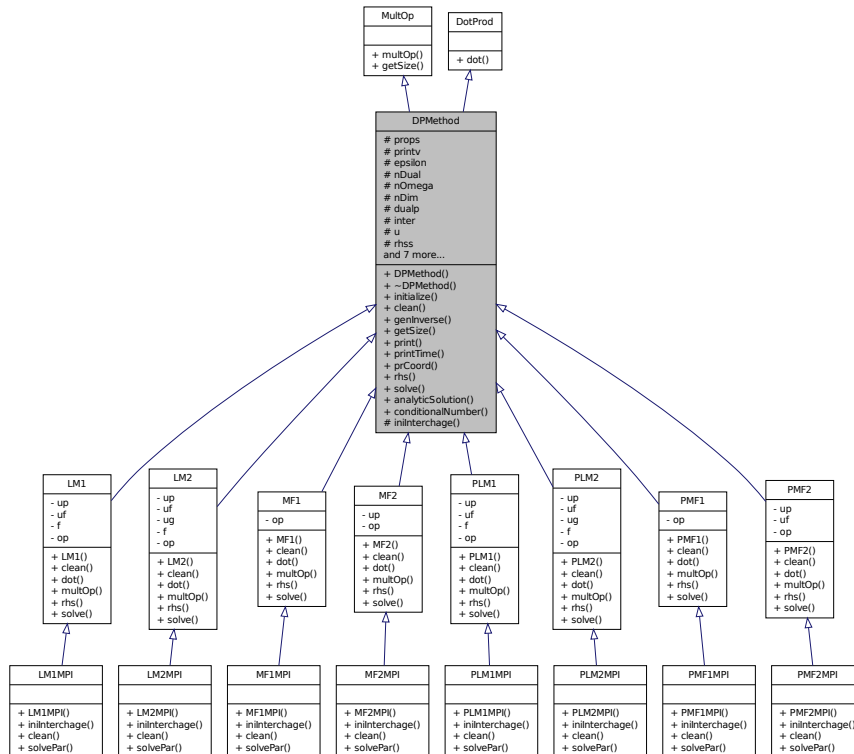 MultOp
+ multOp()
+ getSize()
DotProd
+ dot()
DPMethod
# props
# printv
# epsilon
# nDual
# nOmega
# nDim
# dualp
# inter
# u
# rhss
and 7 more...
+ DPMethod()
+ ~DPMethod()
+ initialize()
+ clean()
+ genInverse()
+ getSize()
+ print()
+ printTime()
+ prCoord()
+ rhs()
+ solve()
+ analyticSolution()
+ conditionalNumber()
# iniInterchage()
LM1
- up
- uf
- f
- op
+ LM1()
+ clean()
+ dot()
+ multOp()
+ rhs()
+ solve()
LM2
- up
- uf
- ug
- f
- op
+ LM2()
+ clean()
+ dot()
+ multOp()
+ rhs()
+ solve()
MF1
- op
+ MF1()
+ clean()
+ dot()
+ multOp()
+ rhs()
+ solve()
MF2
- up
- op
+ MF2()
+ clean()
+ dot()
+ multOp()
+ rhs()
+ solve()
PLM1
- up
- uf
- f
- op
+ PLM1()
+ clean()
+ dot()
+ multOp()
+ rhs()
+ solve()
PLM2
- up
- uf
- ug
- f
- op
+ PLM2()
+ clean()
+ dot()
+ multOp()
+ rhs()
+ solve()
PMF1
- op
+ PMF1()
+ clean()
+ dot()
+ multOp()
+ rhs()
+ solve()
PMF2
- up
- uf
- op
+ PMF2()
+ clean()
+ dot()
+ multOp()
+ rhs()
+ solve()
LM1MPI
+ LM1MPI()
+ iniInterchage()
+ clean()
+ solvePar()
LM2MPI
+ LM2MPI()
+ iniInterchage()
+ clean()
+ solvePar()
MF1MPI
+ MF1MPI()
+ iniInterchage()
+ clean()
+ solvePar()
MF2MPI
+ MF2MPI()
+ iniInterchage()
+ clean()
+ solvePar()
PLM1MPI
+ PLM1MPI()
+ iniInterchage()
+ clean()
+ solvePar()
PLM2MPI
+ PLM2MPI()
+ iniInterchage()
+ clean()
+ solvePar()
PMF1MPI
+ PMF1MPI()
+ iniInterchage()
+ clean()
+ solvePar()
PMF2MPI
+ PMF2MPI()
+ iniInterchage()
+ clean()
+ solvePar()